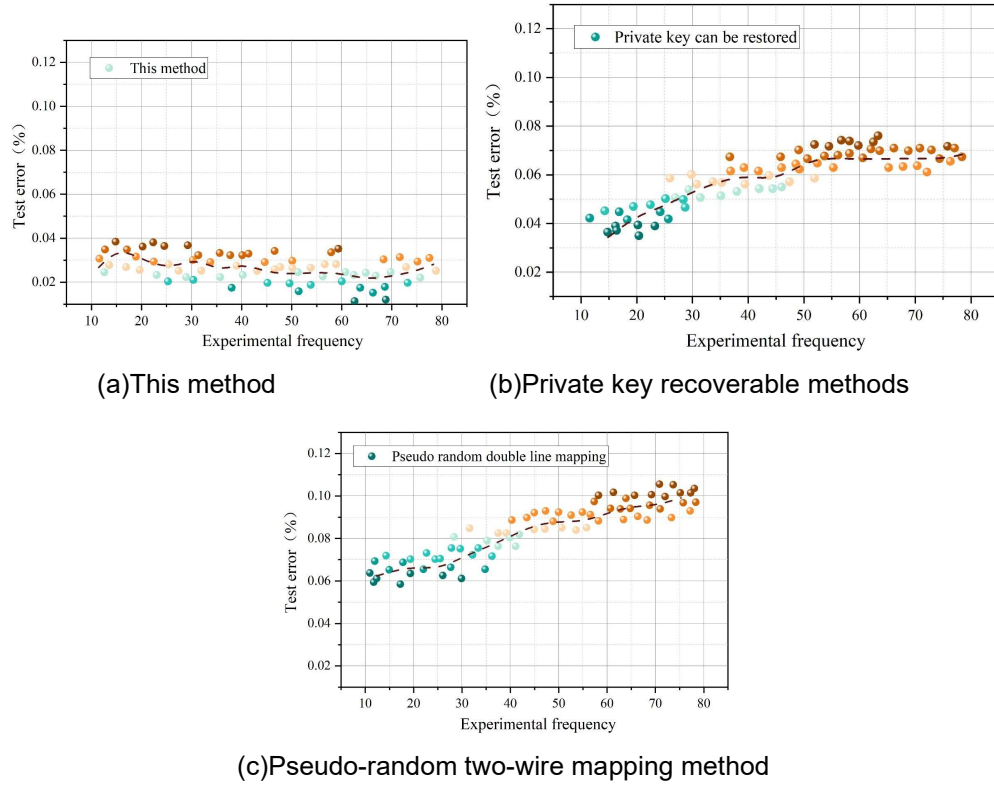 0.12
0.10
0.08
0.06
0.04
0.02
Test error (%)
This method
10 20 30 40 50 60 70 80
Experimental frequency
(a)This method
0.12
0.10
0.08
0.06
0.04
0.02
Test error (%)
Private key can be restored
10 20 30 40 50 60 70 80
Experimental frequency
(b)Private key recoverable methods
0.12
0.10
0.08
0.06
0.04
0.02
Test error (%)
Pseudo random double line mapping
10 20 30 40 50 60 70 80
Experimental frequency
(c)Pseudo-random two-wire mapping method